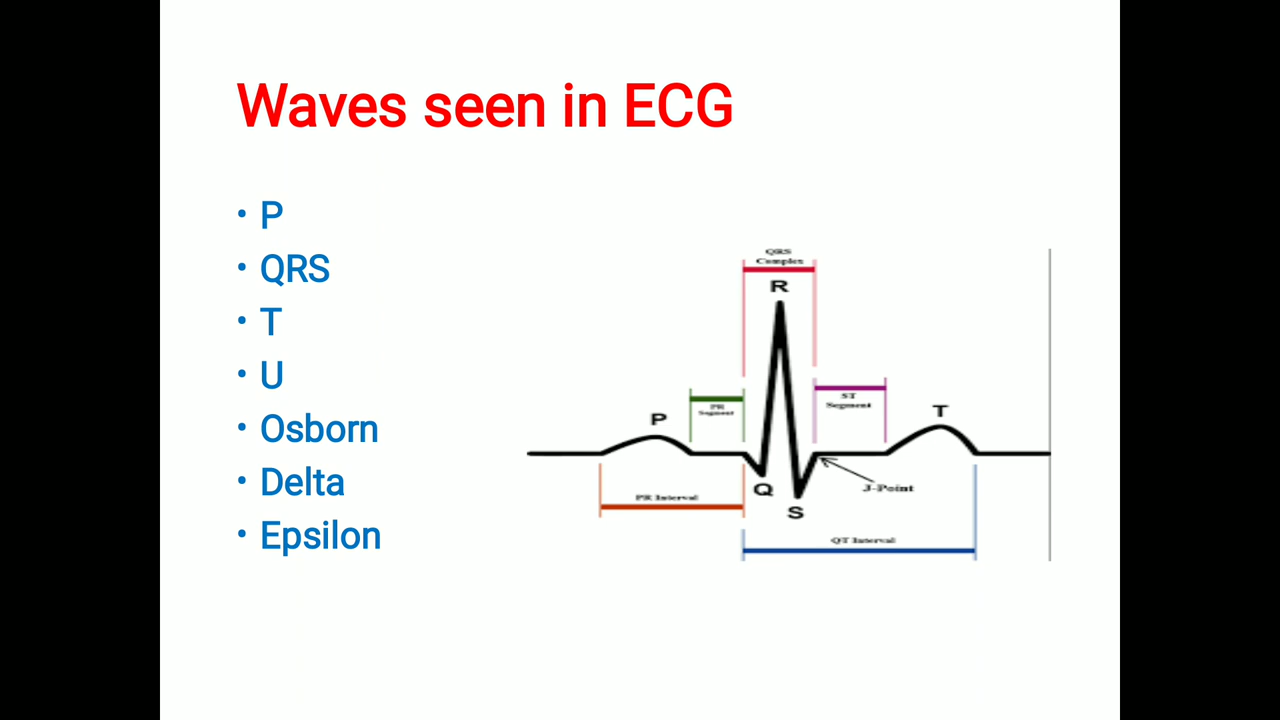 Waves seen in ECG
• P
• QRS
• T
• U
• Osborn
• Delta
• Epsilon
QRS
Complex
R
PR
Segment
ST
Segment
P
T
Q
S
J-Point
PR Interval
QT Interval